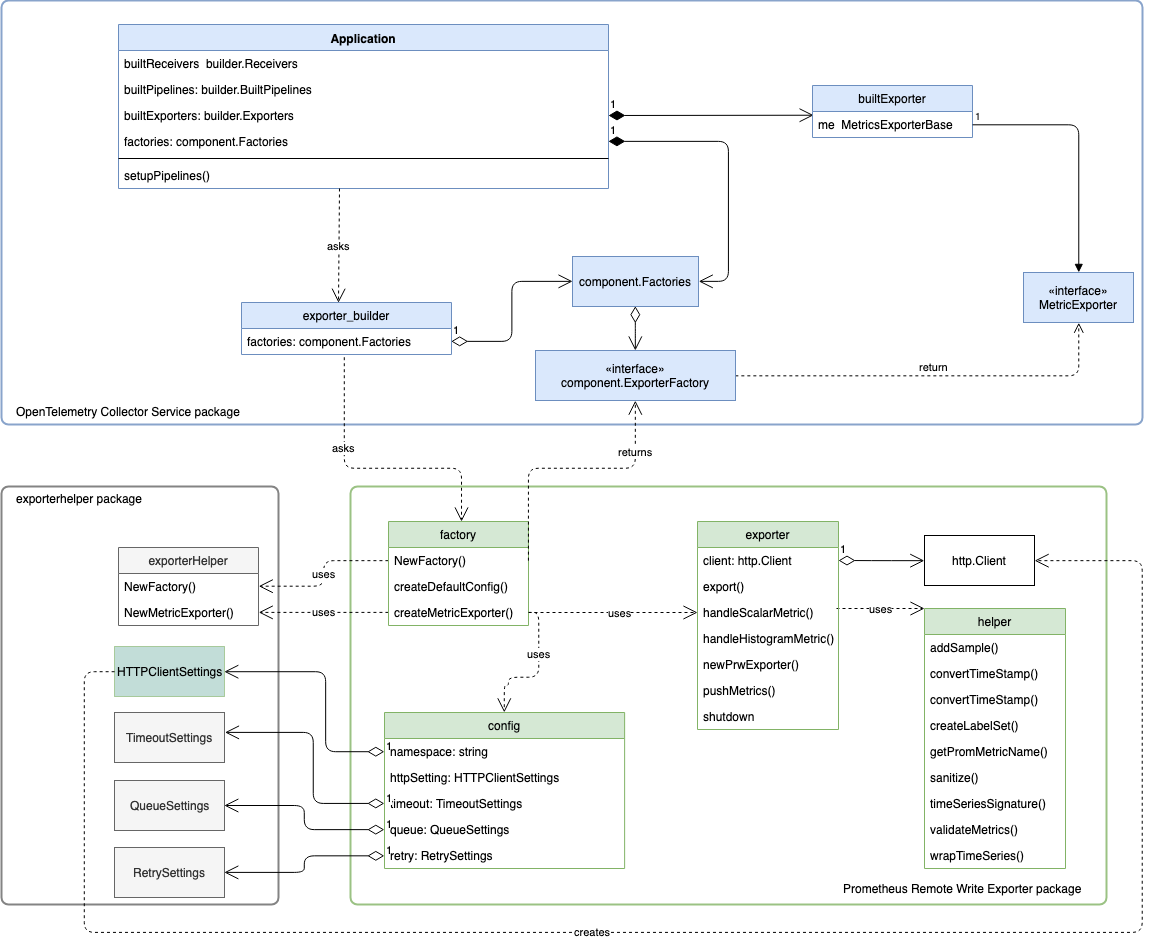 Application
builtReceivers  builder.Receivers
builtPipelines: builder.BuiltPipelines
builtExporters: builder.Exporters
factories: component.Factories
setupPipelines()
1
1
builtExporter
me  MetricsExporterBase
1
asks
component.Factories
«interface»
MetricExporter
exporter_builder
factories: component.Factories
1
«interface»
component.ExporterFactory
return
OpenTelemetry Collector Service package
asks
returns
exporterhelper package
exporterHelper
NewFactory()
NewMetricExporter()
uses
uses
HTTPClientSettings
TimeoutSettings
QueueSettings
RetrySettings
factory
NewFactory()
createDefaultConfig()
createMetricExporter()
uses
uses
config
1
namespace: string
httpSetting: HTTPClientSettings
1
timeout: TimeoutSettings
1
queue: QueueSettings
1
retry: RetrySettings
exporter
client: http.Client
export()
handleScalarMetric()
handleHistogramMetric()
newPrwExporter()
pushMetrics()
shutdown
1
http.Client
uses
helper
addSample()
convertTimeStamp()
convertTimeStamp()
createLabelSet()
getPromMetricName()
sanitize()
timeSeriesSignature()
validateMetrics()
wrapTimeSeries()
Prometheus Remote Write Exporter package
creates